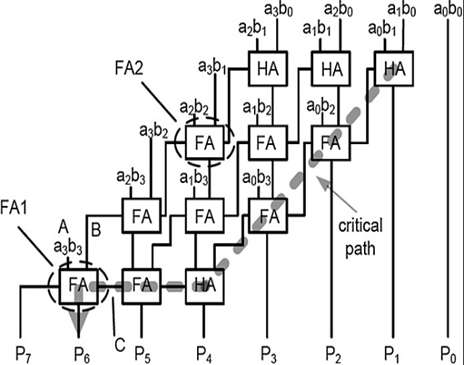 a₃b₀
a₂b₁ a₂b₀ a₁b₀ a₀b₀
a₁b₁ a₀b₁
FA2 a₃b₁ HA HA HA
a₂b₂ a₁b₂ a₀b₂
a₃b₂ FA FA FA
a₂b₃ a₁b₃ a₀b₃
FA1 A B FA FA FA critical
path
a₃b₃
FA FA HA
C
P₇ P₆ P₅ P₄ P₃ P₂ P₁ P₀